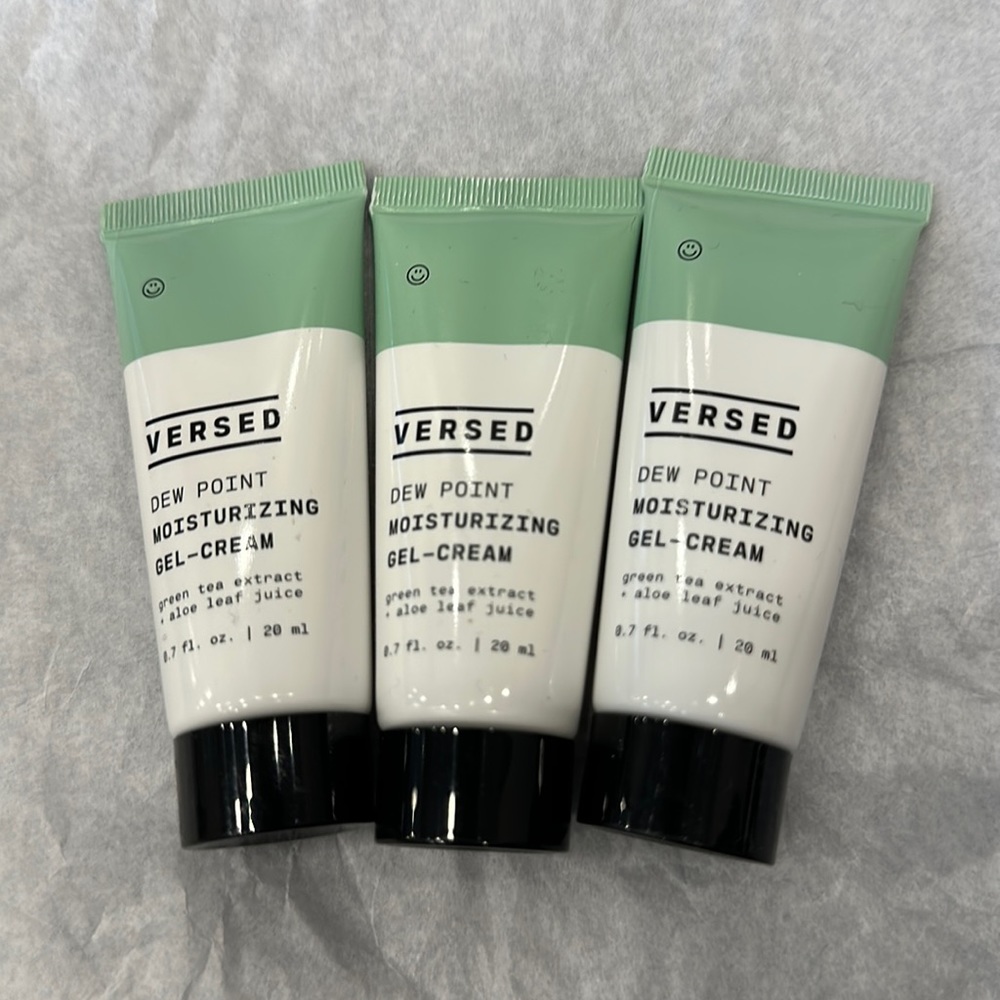 VERSED
DEW POINT
MOISTURIZING
GEL-CREAM
green tea extract
+ aloe leaf juice
0.7 fl. oz. | 20 ml
VERSED
DEW POINT
MOISTURIZING
GEL-CREAM
green tea extract
+ aloe leaf juice
0.7 fl. oz. | 20 ml
VERSED
DEW POINT
MOISTURIZING
GEL-CREAM
green tea extract
+ aloe leaf juice
0.7 fl. oz. | 20 ml